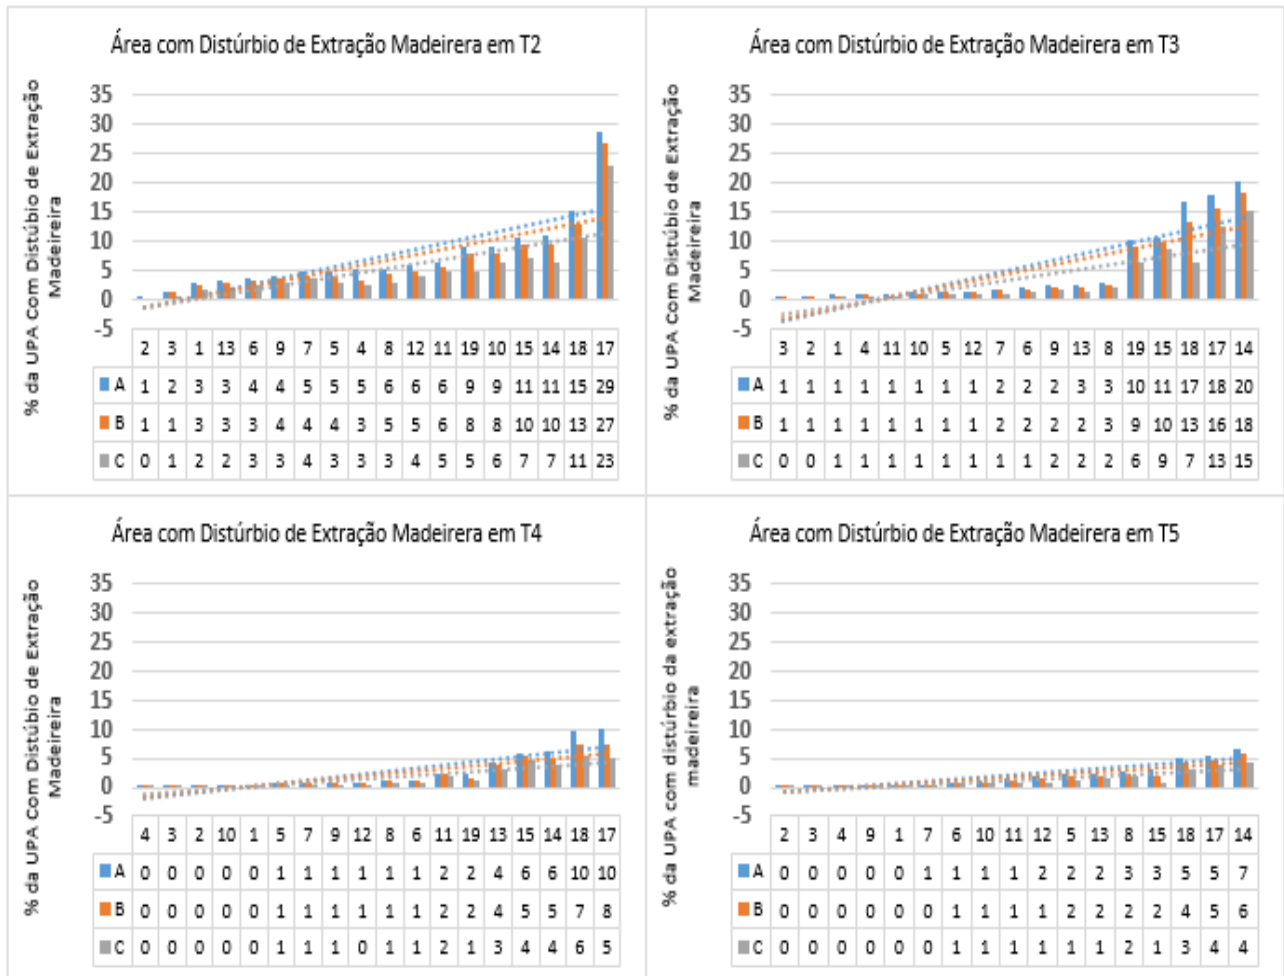 Área com Distúrbio de Extração Madeirera em T2
% da UPA Com Distúbio de Extração
Madeireira
35
30
25
20
15
10
5
0
-5
2 3 1 13 6 9 7 5 4 8 12 11 19 10 15 14 18 17
A 1 2 3 3 4 4 5 5 5 6 6 6 9 9 11 11 15 29
B 1 1 3 3 3 4 4 4 3 5 5 6 8 8 10 10 13 27
C 0 1 2 2 3 3 4 3 3 3 4 5 5 6 7 7 11 23
Área com Distúrbio de Extração Madeirera em T3
% da UPA Com Distúbio de Extração
Madeireira
35
30
25
20
15
10
5
0
-5
3 2 1 4 11 10 5 12 7 6 9 13 8 19 15 18 17 14
A 1 1 1 1 1 1 1 1 2 2 2 3 3 10 11 17 18 20
B 1 1 1 1 1 1 1 1 2 2 2 2 3 9 10 13 16 18
C 0 0 1 1 1 1 1 1 1 1 2 2 2 6 9 7 13 15
Área com Distúrbio de Extração Madeirera em T4
% da UPA Com Distúbio de Extração
Madeireira
35
30
25
20
15
10
5
0
-5
4 3 2 10 1 5 7 9 12 8 6 11 19 13 15 14 18 17
A 0 0 0 0 0 1 1 1 1 1 1 2 2 4 6 6 10 10
B 0 0 0 0 0 1 1 1 1 1 1 2 2 4 5 5 7 8
C 0 0 0 0 0 1 1 1 0 1 1 2 1 3 4 4 6 5
Área com Distúrbio de Extração Madeirera em T5
% da UPA com distúrbio da extração
madeireira
35
30
25
20
15
10
5
0
-5
2 3 4 9 1 7 6 10 11 12 5 13 8 15 18 17 14
A 0 0 0 0 0 1 1 1 1 2 2 2 3 3 5 5 7
B 0 0 0 0 0 0 1 1 1 1 2 2 2 2 4 5 6
C 0 0 0 0 0 0 1 1 1 1 1 1 2 1 3 4 4